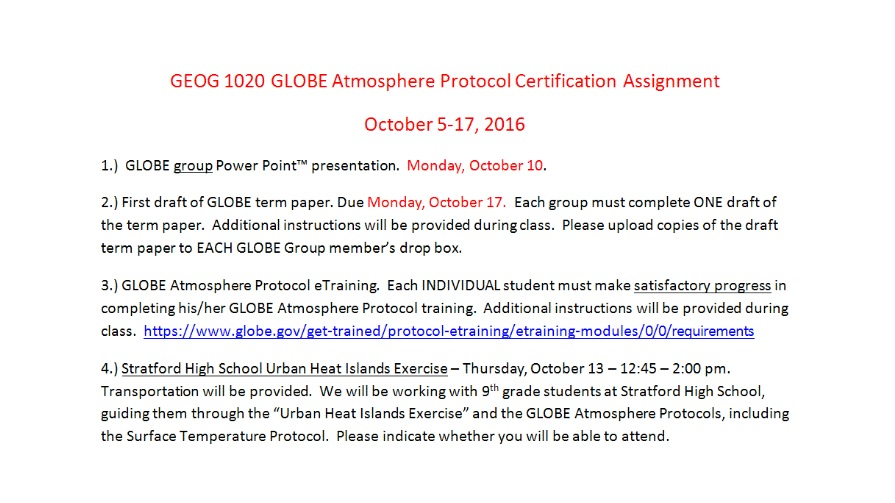 GEOG 1020 GLOBE Atmosphere Protocol Certification Assignment
October 5-17, 2016
1.)  GLOBE group Power Point™ presentation.  Monday, October 10.
2.) First draft of GLOBE term paper. Due Monday, October 17.  Each group must complete ONE draft of
the term paper.  Additional instructions will be provided during class.  Please upload copies of the draft
term paper to EACH GLOBE Group member’s drop box.
3.) GLOBE Atmosphere Protocol eTraining.  Each INDIVIDUAL student must make satisfactory progress in
completing his/her GLOBE Atmosphere Protocol training.  Additional instructions will be provided during
class.  https://www.globe.gov/get-trained/protocol-etraining/etraining-modules/0/0/requirements
4.) Stratford High School Urban Heat Islands Exercise – Thursday, October 13 – 12:45 – 2:00 pm.
Transportation will be provided.  We will be working with 9th grade students at Stratford High School,
guiding them through the “Urban Heat Islands Exercise” and the GLOBE Atmosphere Protocols, including
the Surface Temperature Protocol.  Please indicate whether you will be able to attend.